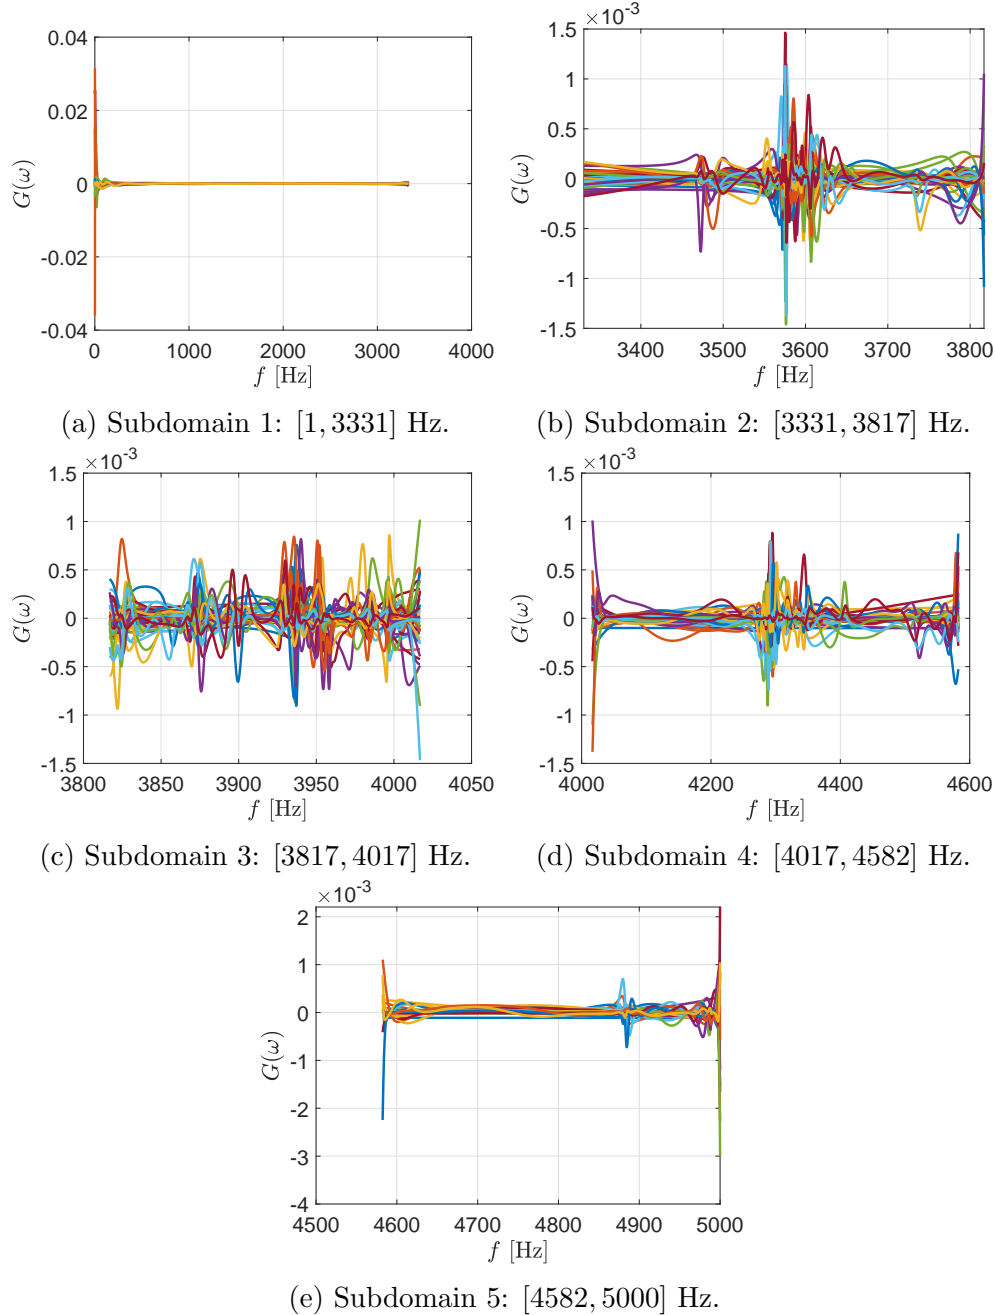 0.04
0.02
0
-0.02
-0.04
G(ω)
0 1000 2000 3000 4000
f [Hz]
(a) Subdomain 1: [1, 3331] Hz.
×10^-3
1.5
1
0.5
0
-0.5
-1
-1.5
G(ω)
3400 3500 3600 3700 3800
f [Hz]
(b) Subdomain 2: [3331, 3817] Hz.
×10^-3
1.5
1
0.5
0
-0.5
-1
-1.5
G(ω)
3800 3850 3900 3950 4000 4050
f [Hz]
(c) Subdomain 3: [3817, 4017] Hz.
×10^-3
1.5
1
0.5
0
-0.5
-1
-1.5
G(ω)
4000 4200 4400 4600
f [Hz]
(d) Subdomain 4: [4017, 4582] Hz.
×10^-3
2
1
0
-1
-2
-3
-4
G(ω)
4500 4600 4700 4800 4900 5000
f [Hz]
(e) Subdomain 5: [4582, 5000] Hz.